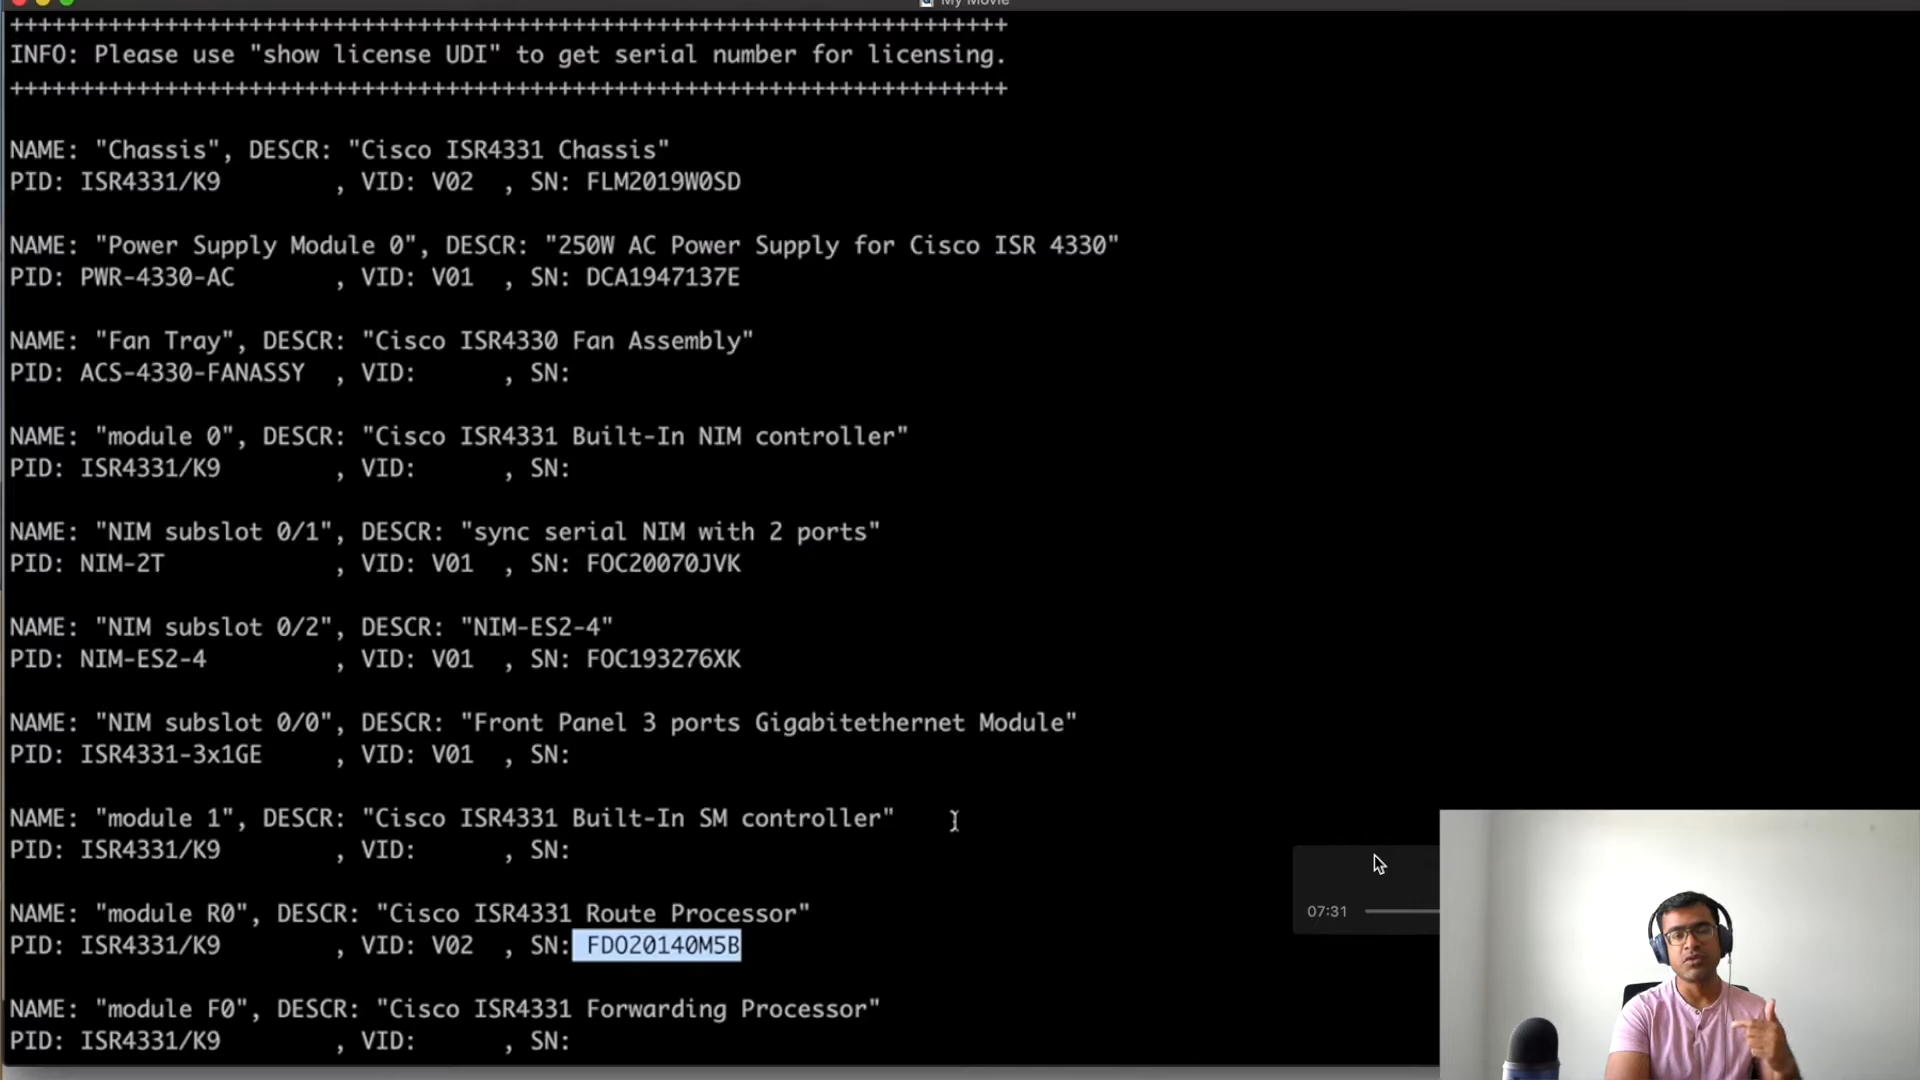 My Movie
++++++++++++++++++++++++++++++++++++++++++++++++++++++++++++++++++++++++
INFO: Please use "show license UDI" to get serial number for licensing.
++++++++++++++++++++++++++++++++++++++++++++++++++++++++++++++++++++++++
NAME: "Chassis", DESCR: "Cisco ISR4331 Chassis"
PID: ISR4331/K9        , VID: V02  , SN: FLM2019W0SD
NAME: "Power Supply Module 0", DESCR: "250W AC Power Supply for Cisco ISR 4330"
PID: PWR-4330-AC       , VID: V01  , SN: DCA1947137E
NAME: "Fan Tray", DESCR: "Cisco ISR4330 Fan Assembly"
PID: ACS-4330-FANASSY  , VID:      , SN:
NAME: "module 0", DESCR: "Cisco ISR4331 Built-In NIM controller"
PID: ISR4331/K9        , VID:      , SN:
NAME: "NIM subslot 0/1", DESCR: "sync serial NIM with 2 ports"
PID: NIM-2T            , VID: V01  , SN: FOC20070JVK
NAME: "NIM subslot 0/2", DESCR: "NIM-ES2-4"
PID: NIM-ES2-4         , VID: V01  , SN: FOC193276XK
NAME: "NIM subslot 0/0", DESCR: "Front Panel 3 ports Gigabitethernet Module"
PID: ISR4331-3x1GE     , VID: V01  , SN:
NAME: "module 1", DESCR: "Cisco ISR4331 Built-In SM controller"
PID: ISR4331/K9        , VID:      , SN:
NAME: "module R0", DESCR: "Cisco ISR4331 Route Processor"
PID: ISR4331/K9        , VID: V02  , SN: FDO20140M5B
NAME: "module F0", DESCR: "Cisco ISR4331 Forwarding Processor"
PID: ISR4331/K9        , VID:      , SN:
07:31